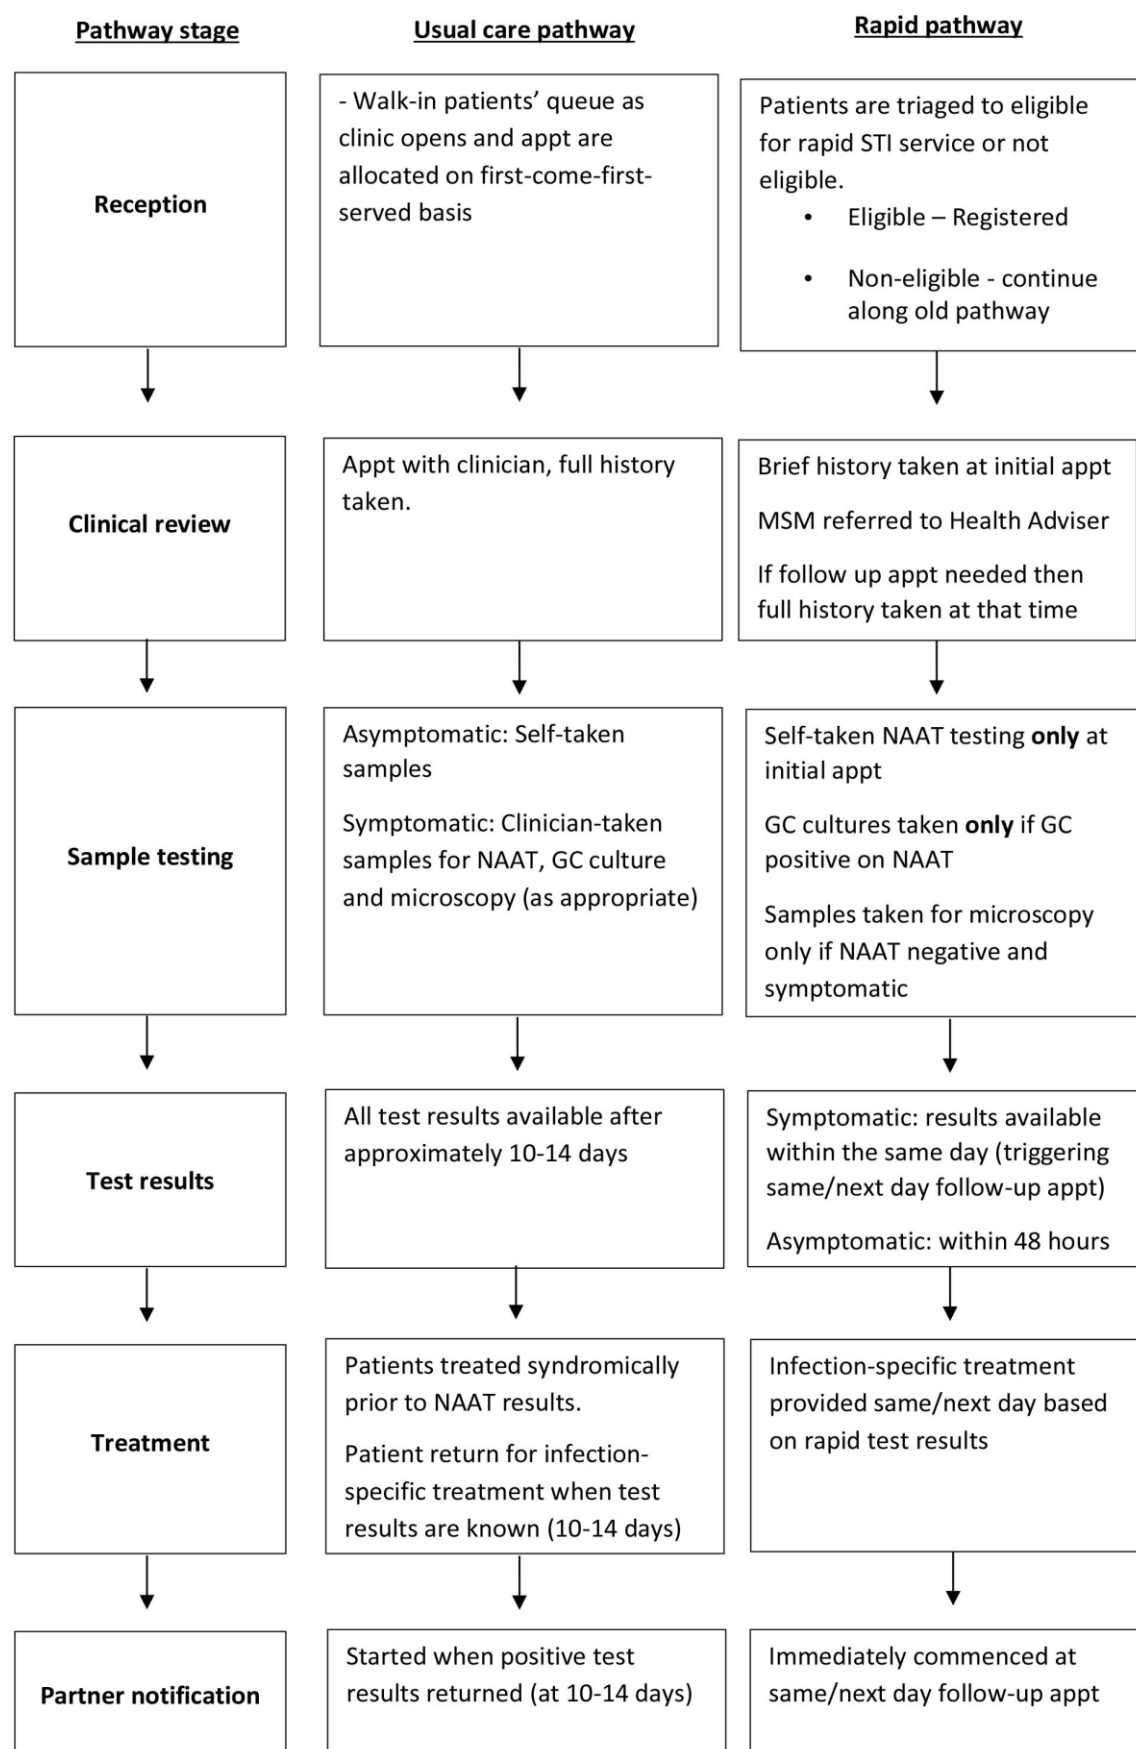 Pathway stage
Usual care pathway
Rapid pathway
Reception
- Walk-in patients’ queue as
clinic opens and appt are
allocated on first-come-first-
served basis
Patients are triaged to eligible
for rapid STI service or not
eligible.
• Eligible – Registered
• Non-eligible - continue
along old pathway
Clinical review
Appt with clinician, full history
taken.
Brief history taken at initial appt
MSM referred to Health Adviser
If follow up appt needed then
full history taken at that time
Sample testing
Asymptomatic: Self-taken
samples
Symptomatic: Clinician-taken
samples for NAAT, GC culture
and microscopy (as appropriate)
Self-taken NAAT testing only at
initial appt
GC cultures taken only if GC
positive on NAAT
Samples taken for microscopy
only if NAAT negative and
symptomatic
Test results
All test results available after
approximately 10-14 days
Symptomatic: results available
within the same day (triggering
same/next day follow-up appt)
Asymptomatic: within 48 hours
Treatment
Patients treated syndromically
prior to NAAT results.
Patient return for infection-
specific treatment when test
results are known (10-14 days)
Infection-specific treatment
provided same/next day based
on rapid test results
Partner notification
Started when positive test
results returned (at 10-14 days)
Immediately commenced at
same/next day follow-up appt